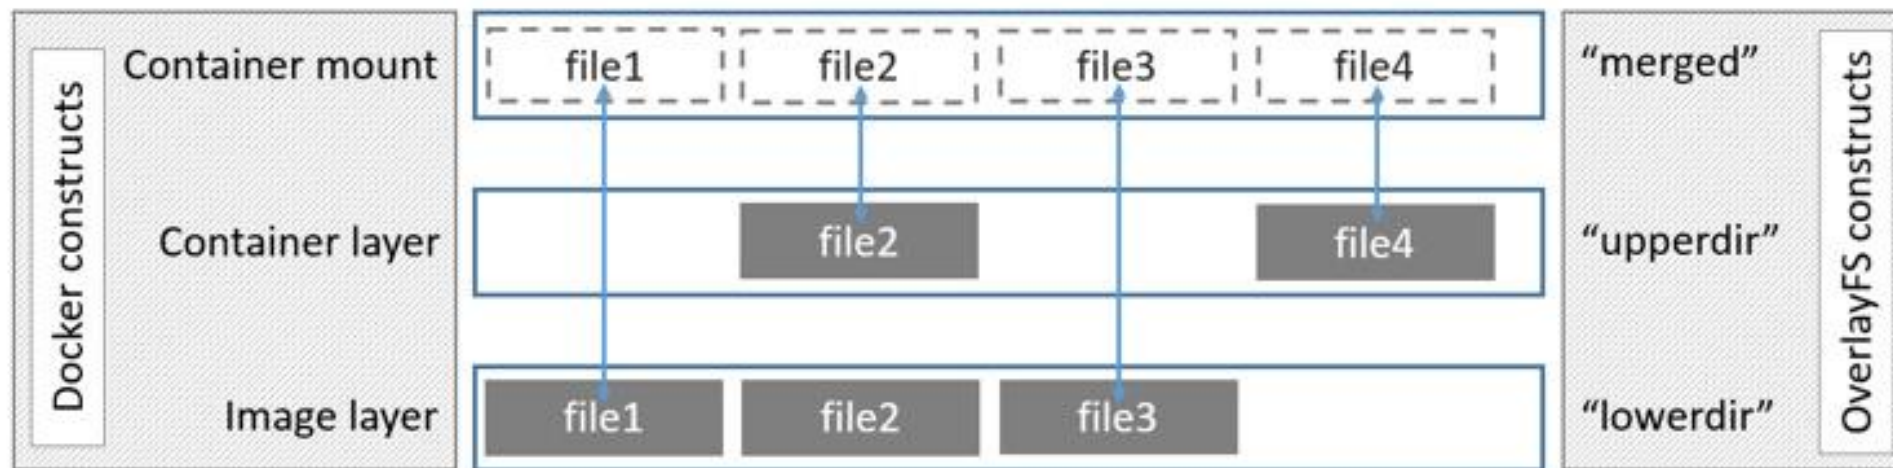 Docker constructs
Container mount
file1
file2
file3
file4
“merged”
Container layer
file2
file4
“upperdir”
Image layer
file1
file2
file3
“lowerdir”
OverlayFS constructs